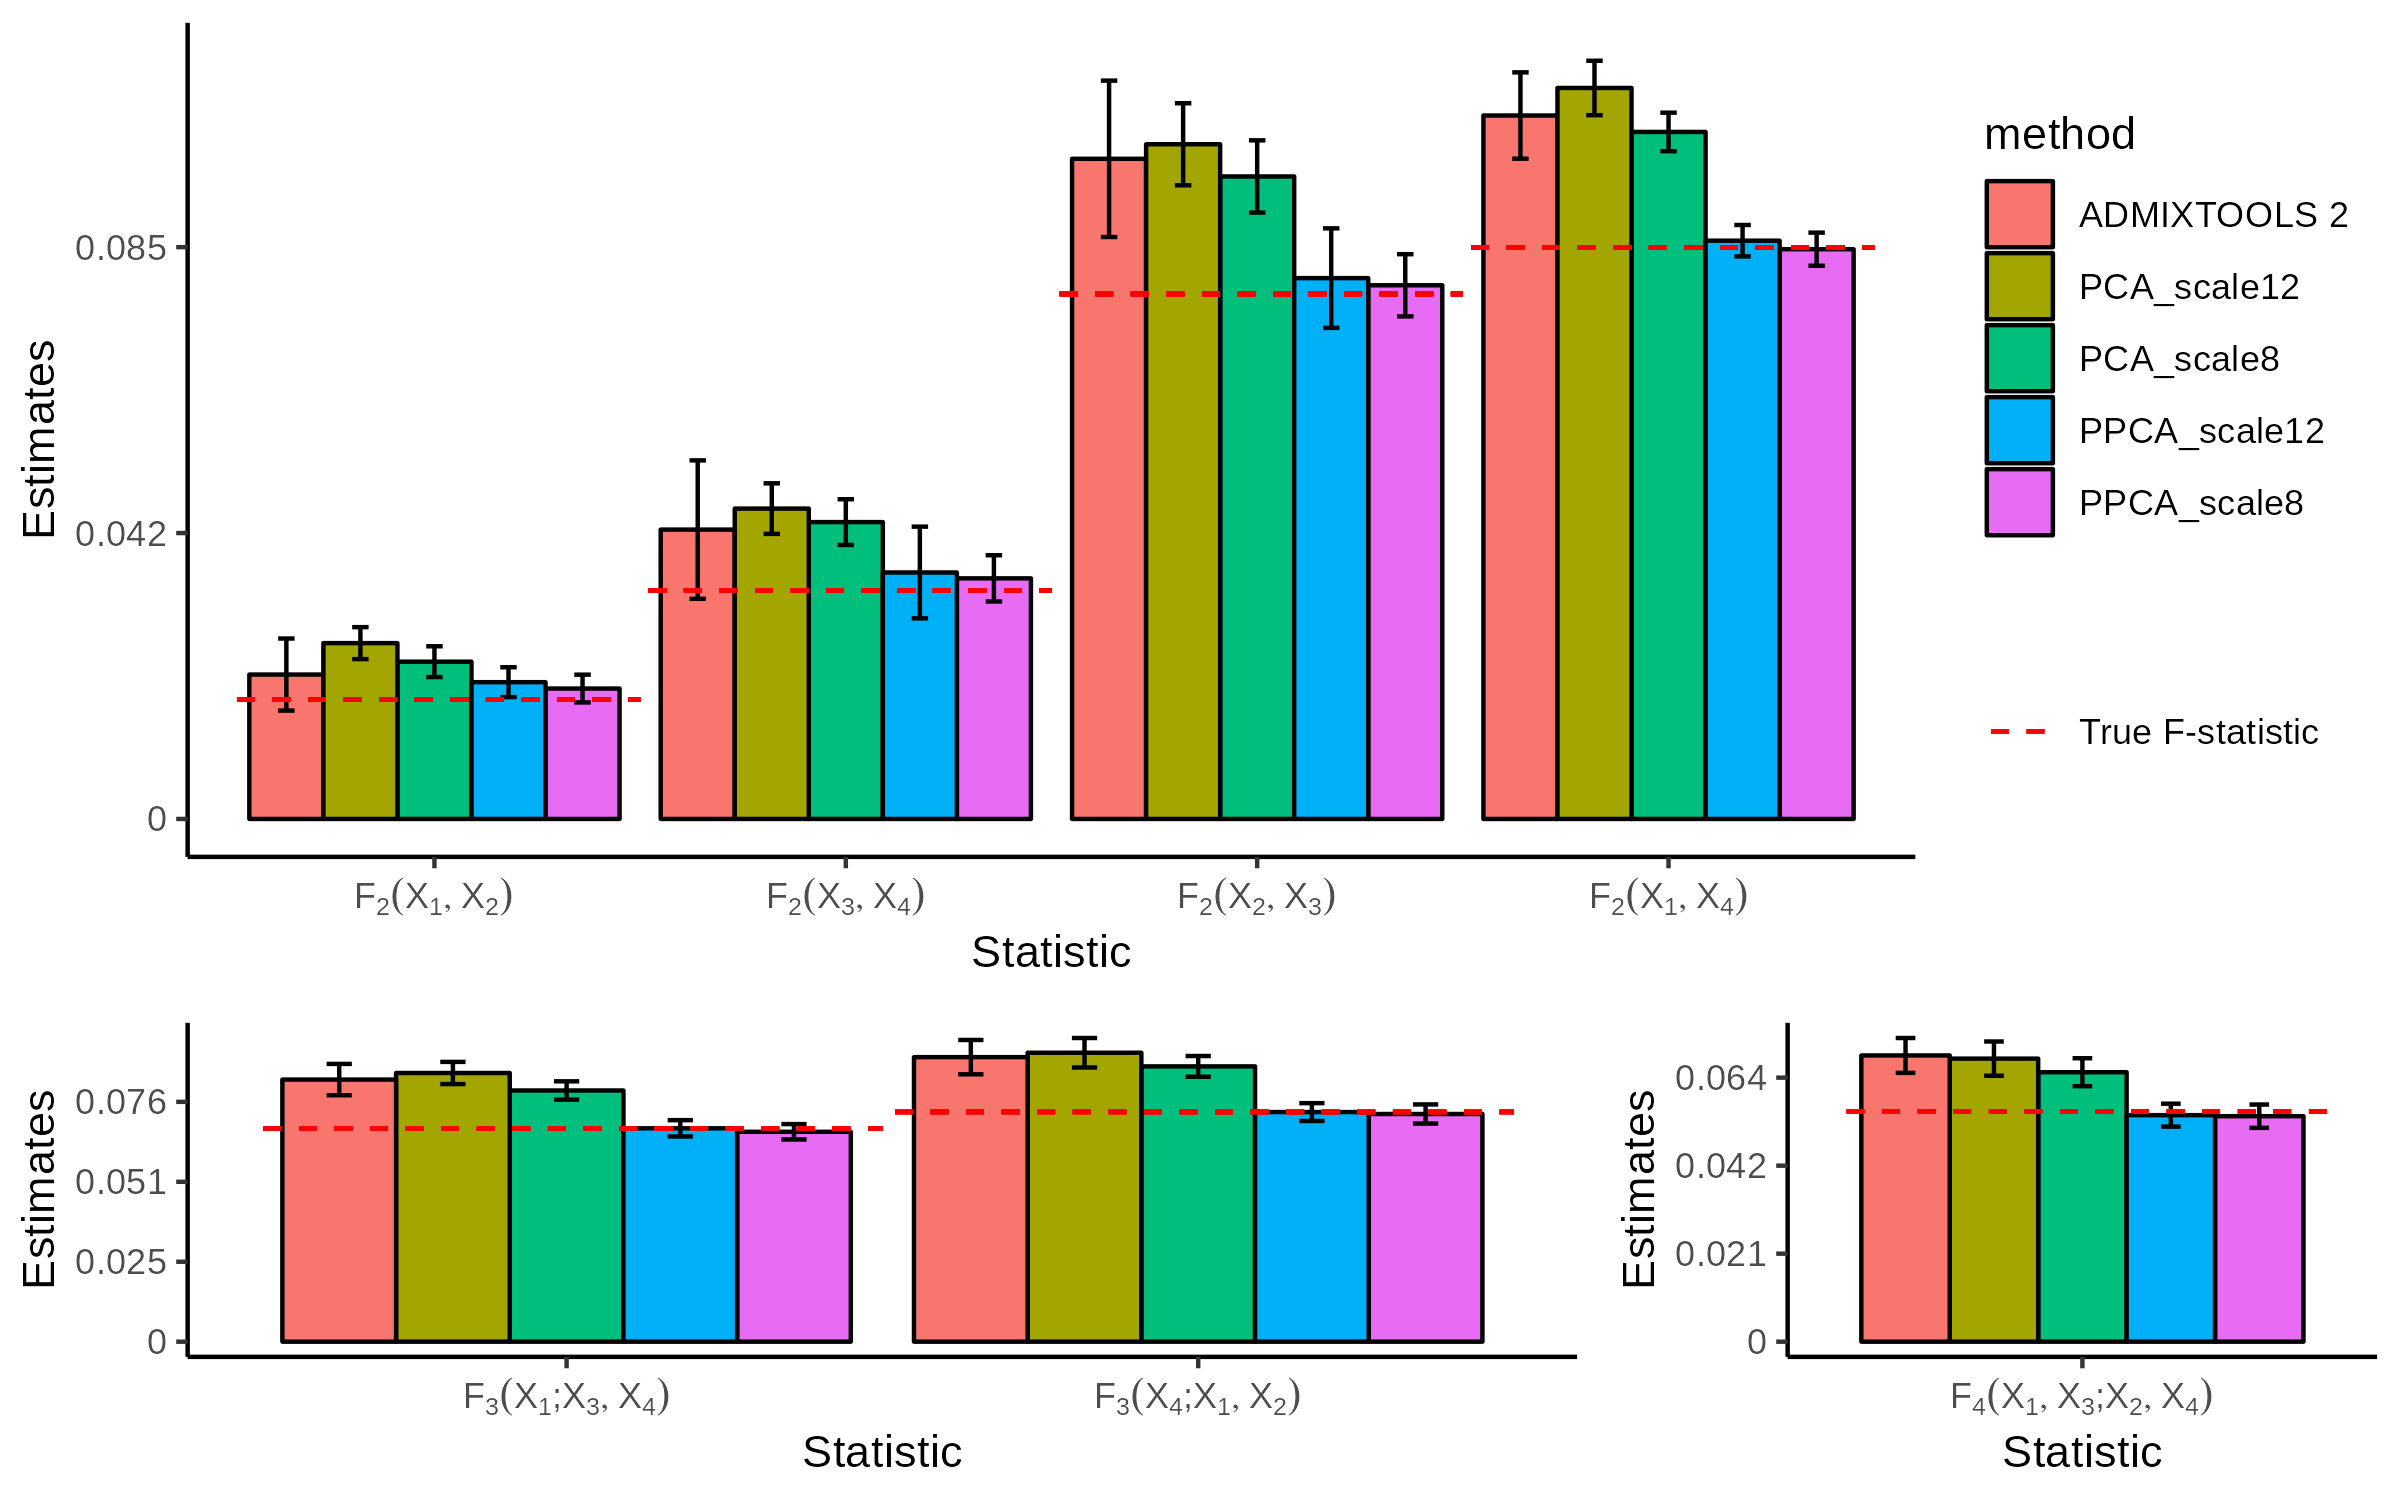 Estimates
0.085
0.042
0
F2(X1, X2)
F2(X3, X4)
F2(X2, X3)
F2(X1, X4)
Statistic
method
ADMIXTOOLS 2
PCA_scale12
PCA_scale8
PPCA_scale12
PPCA_scale8
True F-statistic
Estimates
0.076
0.051
0.025
0
F3(X1;X3, X4)
F3(X4;X1, X2)
Statistic
Estimates
0.064
0.042
0.021
0
F4(X1, X3;X2, X4)
Statistic